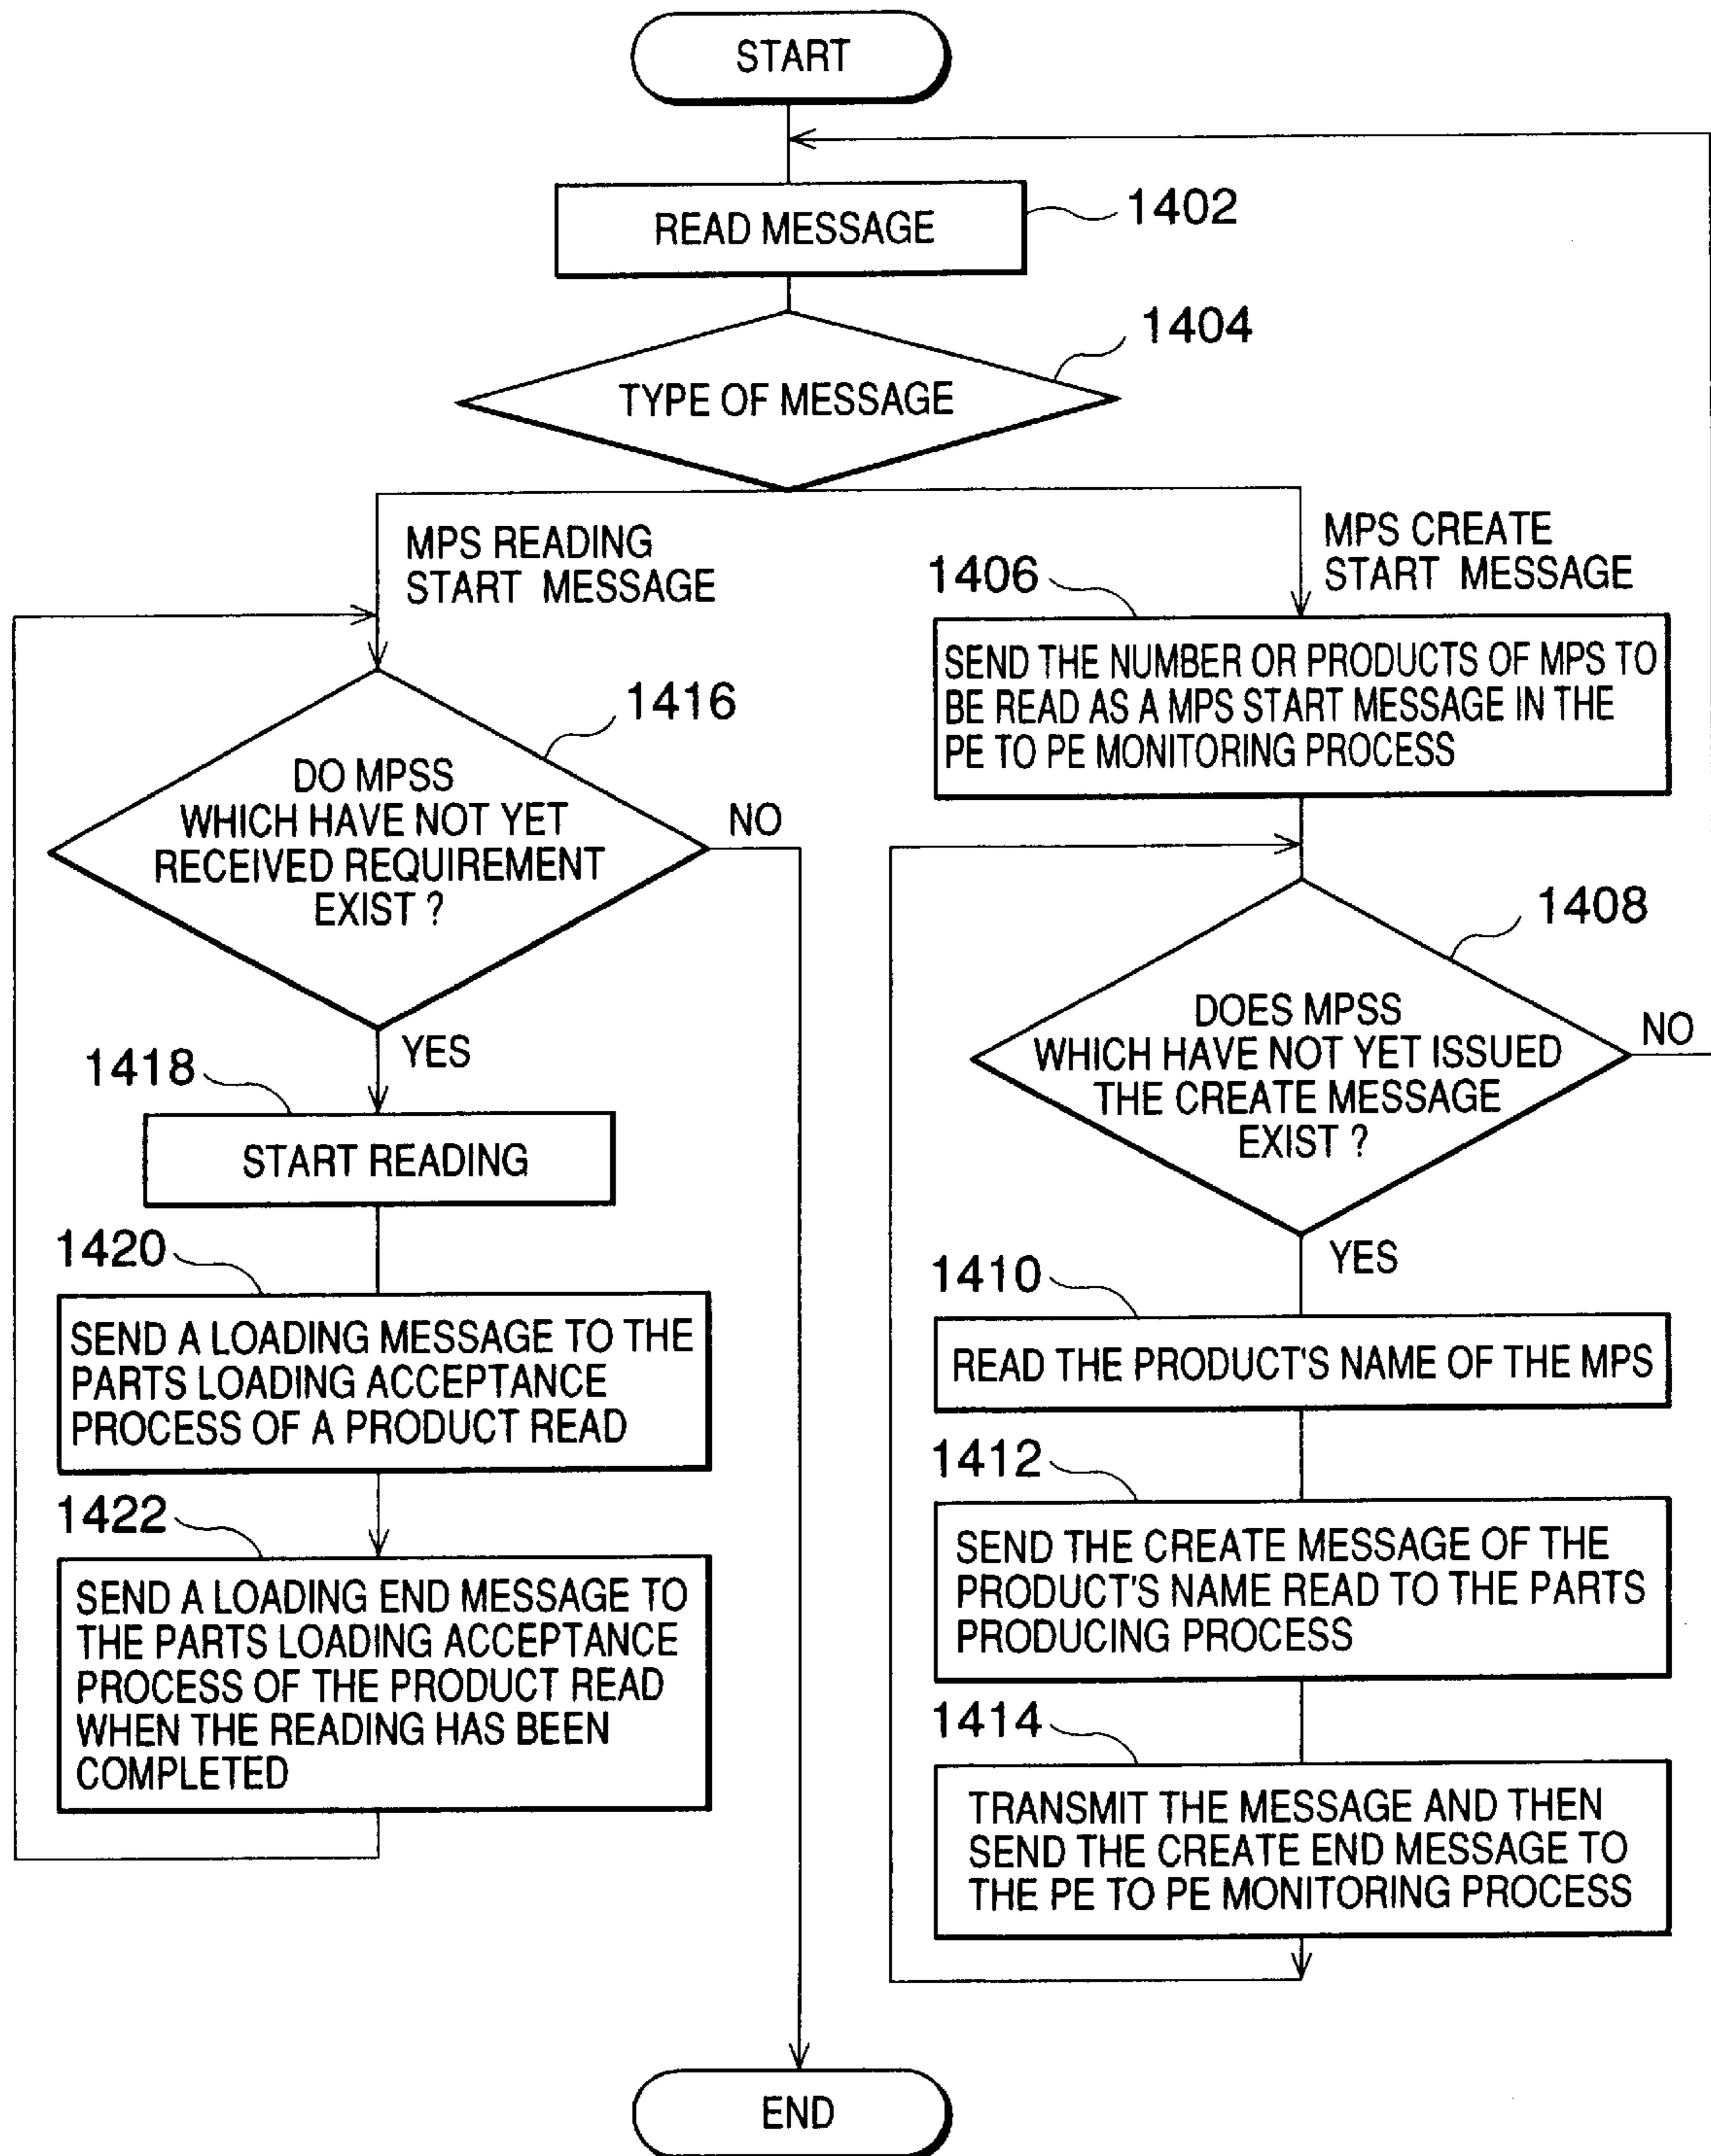 START
READ MESSAGE
1402
TYPE OF MESSAGE
1404
MPS READING
START MESSAGE
MPS CREATE
START MESSAGE
1406
SEND THE NUMBER OR PRODUCTS OF MPS TO
BE READ AS A MPS START MESSAGE IN THE
PE TO PE MONITORING PROCESS
1416
DO MPSS
WHICH HAVE NOT YET
RECEIVED REQUIREMENT
EXIST ?
NO
YES
1408
DOES MPSS
WHICH HAVE NOT YET ISSUED
THE CREATE MESSAGE
EXIST ?
NO
YES
1418
START READING
1420
SEND A LOADING MESSAGE TO THE
PARTS LOADING ACCEPTANCE
PROCESS OF A PRODUCT READ
1422
SEND A LOADING END MESSAGE TO
THE PARTS LOADING ACCEPTANCE
PROCESS OF THE PRODUCT READ
WHEN THE READING HAS BEEN
COMPLETED
1410
READ THE PRODUCT'S NAME OF THE MPS
1412
SEND THE CREATE MESSAGE OF THE
PRODUCT'S NAME READ TO THE PARTS
PRODUCING PROCESS
1414
TRANSMIT THE MESSAGE AND THEN
SEND THE CREATE END MESSAGE TO
THE PE TO PE MONITORING PROCESS
END